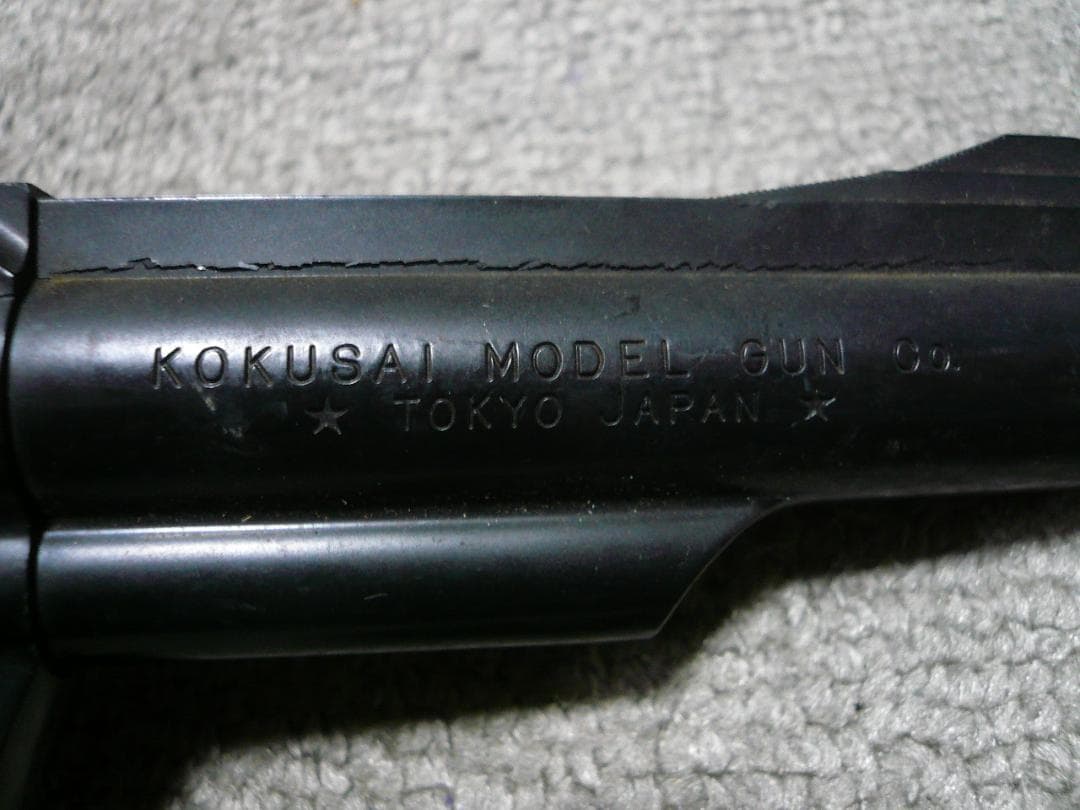 KOKUSAI MODEL GUN Co.
★ TOKYO JAPAN ★